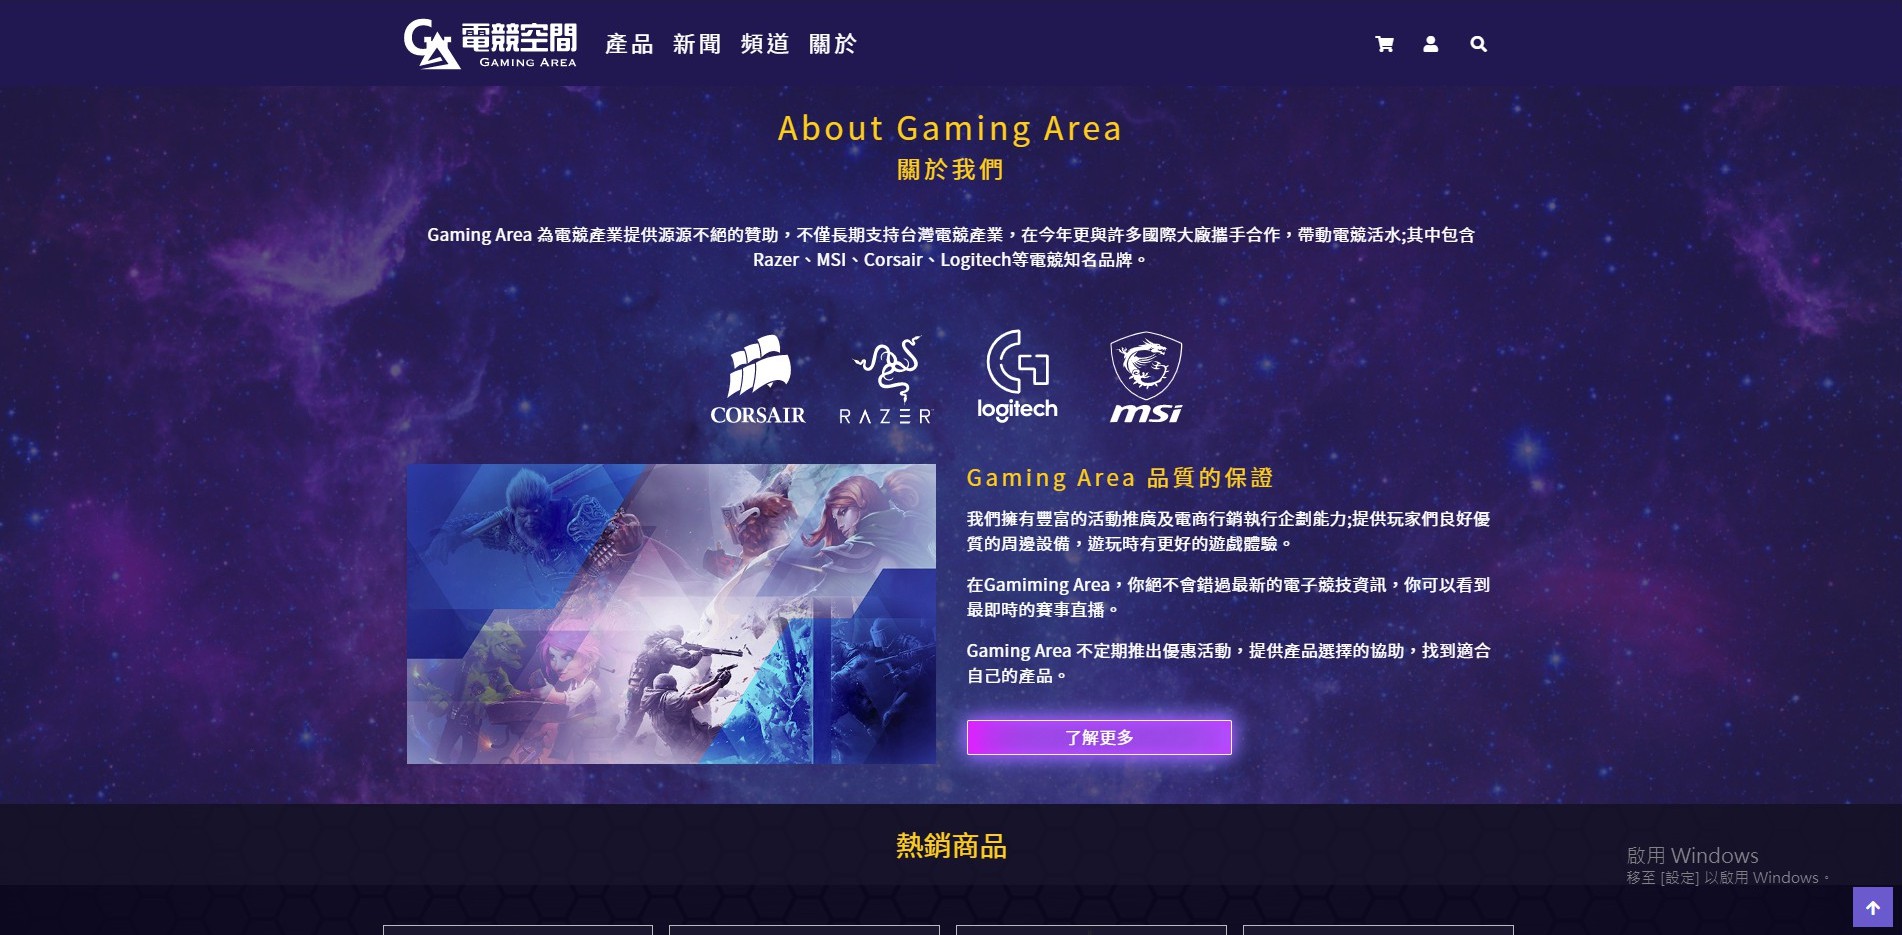 電競空間
GAMING AREA
產品 新聞 頻道 關於
About Gaming Area
關於我們
Gaming Area 為電競產業提供源源不絕的贊助，不僅長期支持台灣電競產業，在今年更與許多國際大廠攜手合作，帶動電競活水;其中包含
Razer、MSI、Corsair、Logitech等電競知名品牌。
CORSAIR
RAZER
logitech
msi
Gaming Area 品質的保證
我們擁有豐富的活動推廣及電商行銷執行企劃能力;提供玩家們良好優
質的周邊設備，遊玩時有更好的遊戲體驗。
在Gamiming Area，你絕不會錯過最新的電子競技資訊，你可以看到
最即時的賽事直播。
Gaming Area 不定期推出優惠活動，提供產品選擇的協助，找到適合
自己的產品。
了解更多
熱銷商品
啟用 Windows
移至 [設定] 以啟用 Windows。